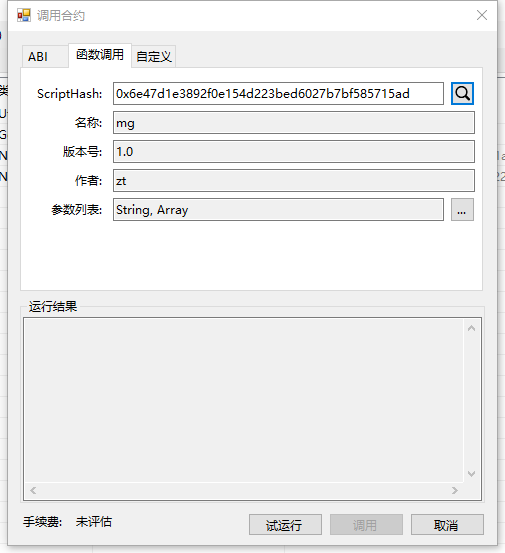 调用合约
ABI 函数调用 自定义
ScriptHash: 0x6e47d1e3892f0e154d223bed6027b7bf585715ad
名称: mg
版本号: 1.0
作者: zt
参数列表: String, Array ...
运行结果
手续费: 未评估 试运行 调用 取消